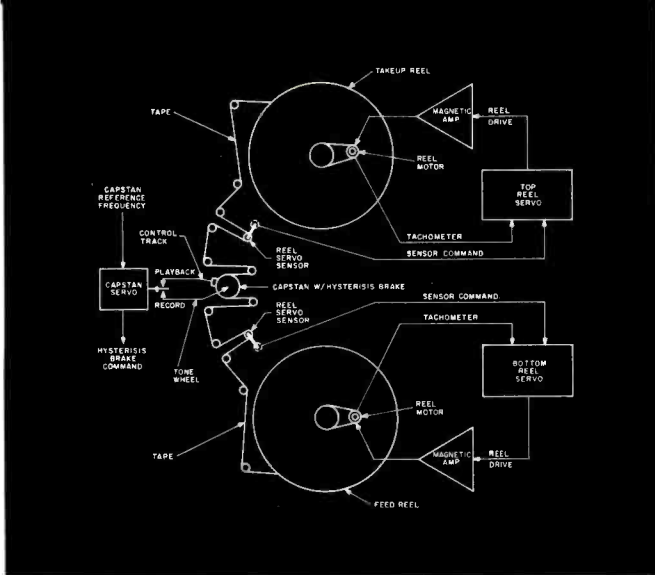 TAKEUP REEL
TAPE
MAGNETIC
AMP
REEL
DRIVE
REEL
MOTOR
TOP
REEL
SERVO
CAPSTAN
REFERENCE
FREQUENCY
CONTROL
TRACK
TACHOMETER
SENSOR COMMAND
REEL
SERVO
SENSOR
PLAYBACK
CAPSTAN
SERVO
RECORD
CAPSTAN W/HYSTERISIS BRAKE
SENSOR COMMAND
REEL
SERVO
SENSOR
TACHOMETER
HYSTERISIS
BRAKE
COMMAND
TONE
WHEEL
BOTTOM
REEL
SERVO
REEL
MOTOR
TAPE
MAGNETIC
AMP
REEL
DRIVE
FEED REEL